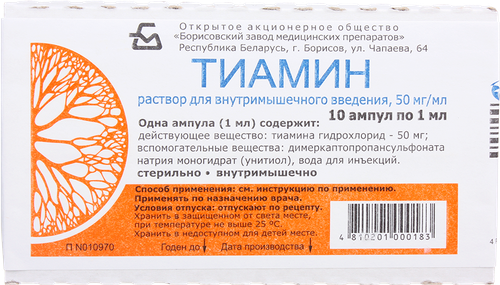 Открытое акционерное общество
"Борисовский завод медицинских препаратов"
Республика Беларусь, г. Борисов, ул. Чапаева, 64
ТИАМИН
раствор для внутримышечного введения, 50 мг/мл
10 ампул по 1 мл
Одна ампула (1 мл) содержит:
действующее вещество: тиамина гидрохлорид - 50 мг;
вспомогательные вещества: димеркаптопропансульфоната
натрия моногидрат (унитиол), вода для инъекций.
стерильно • внутримышечно
Способ применения: см. инструкцию по применению.
Применять по назначению врача.
Условия отпуска: отпускают по рецепту.
Хранить в защищенном от света месте,
при температуре не выше 25 ºС.
Хранить в недоступном для детей месте.
4 810201 000183
П N010970
Годен до
Дата производства